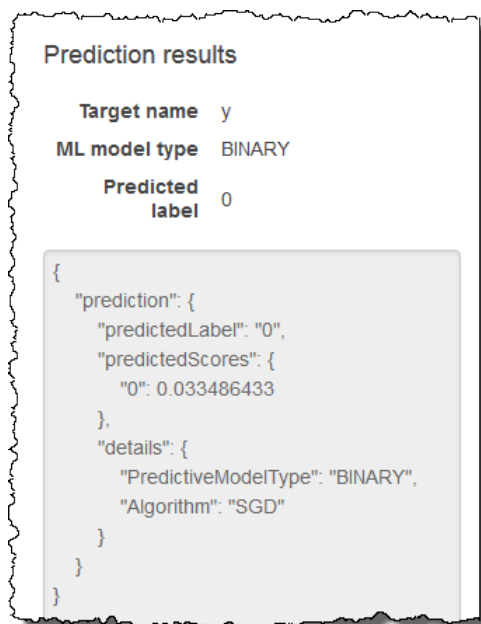 Prediction results
Target name y
ML model type BINARY
Predicted
label 0
{
"prediction": {
"predictedLabel": "0",
"predictedScores": {
"0": 0.033486433
},
"details": {
"PredictiveModelType": "BINARY",
"Algorithm": "SGD"
}
}
}